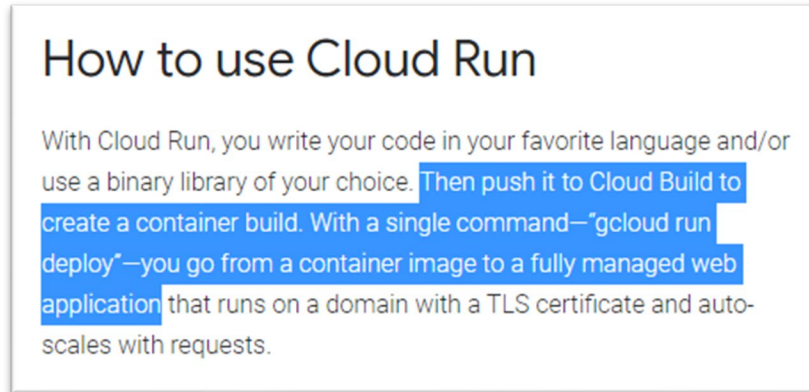 How to use Cloud Run
With Cloud Run, you write your code in your favorite language and/or
use a binary library of your choice. Then push it to Cloud Build to
create a container build. With a single command—“gcloud run
deploy”—you go from a container image to a fully managed web
application that runs on a domain with a TLS certificate and auto-
scales with requests.